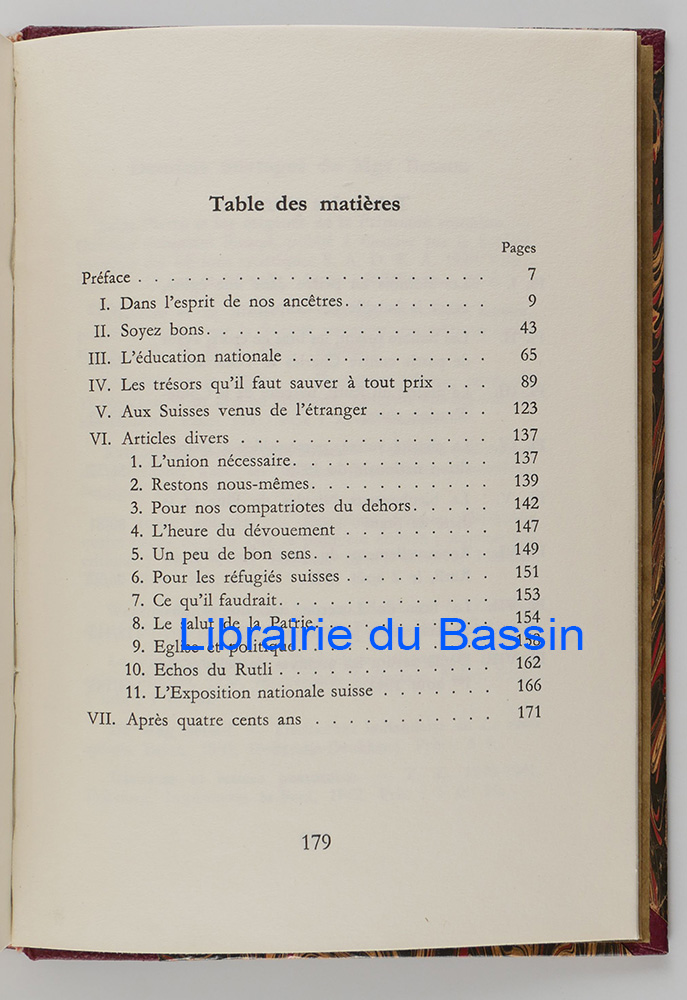 Table des matières
Pages
Préface . . . . . . . . . . . . . . . . . . . . 7
I. Dans l'esprit de nos ancêtres. . . . . . . . . 9
II. Soyez bons. . . . . . . . . . . . . . . . . 43
III. L'éducation nationale . . . . . . . . . . . . 65
IV. Les trésors qu'il faut sauver à tout prix . . . 89
V. Aux Suisses venus de l'étranger . . . . . . . 123
VI. Articles divers . . . . . . . . . . . . . . . 137
1. L'union nécessaire. . . . . . . . . . . . 137
2. Restons nous-mêmes. . . . . . . . . . . 139
3. Pour nos compatriotes du dehors. . . . . 142
4. L'heure du dévouement . . . . . . . . . 147
5. Un peu de bon sens. . . . . . . . . . . 149
6. Pour les réfugiés suisses . . . . . . . . . 151
7. Ce qu'il faudrait. . . . . . . . . . . . . 153
8. Le salut de la Patrie. . . . . . . . . . . 154
Librairie du Bassin
9. Eglise et politique . . . . . . . . . . . . 158
10. Echos du Rutli . . . . . . . . . . . . . 162
11. L'Exposition nationale suisse . . . . . . . 166
VII. Après quatre cents ans . . . . . . . . . . . 171
179